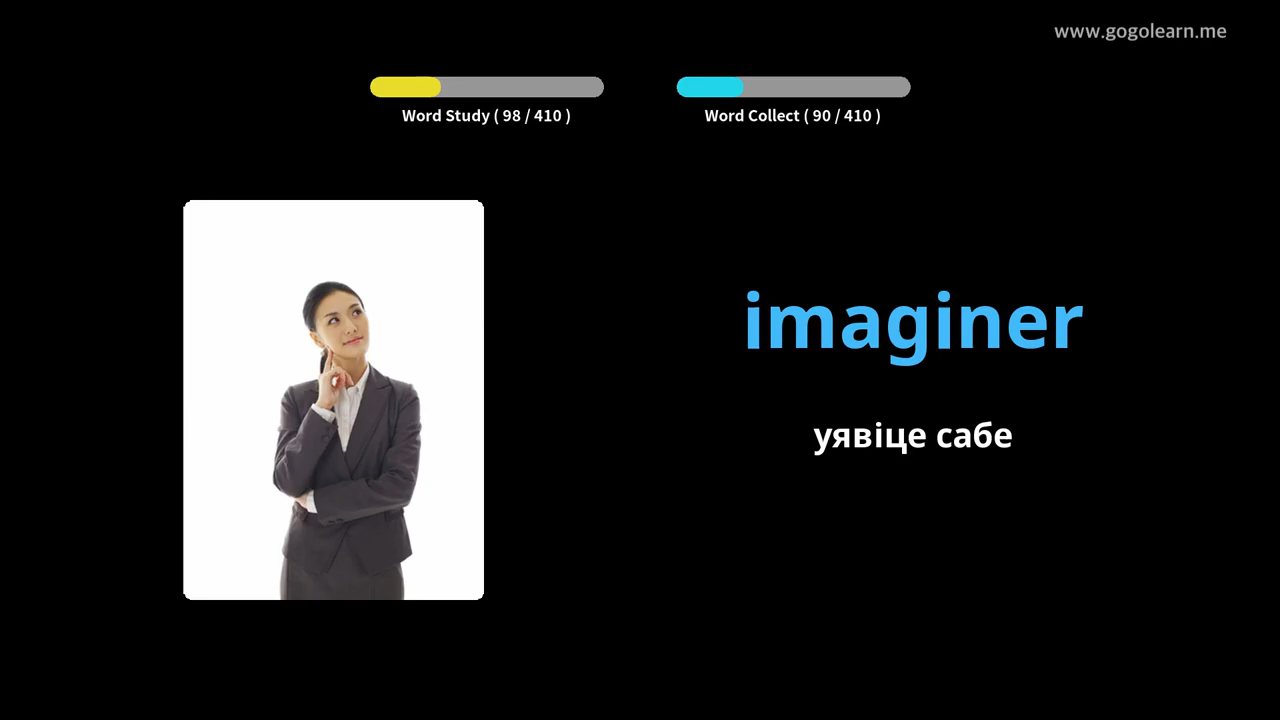 www.gogolearn.me
Word Study ( 98 / 410 )
Word Collect ( 90 / 410 )
imaginer
уявіце сабе